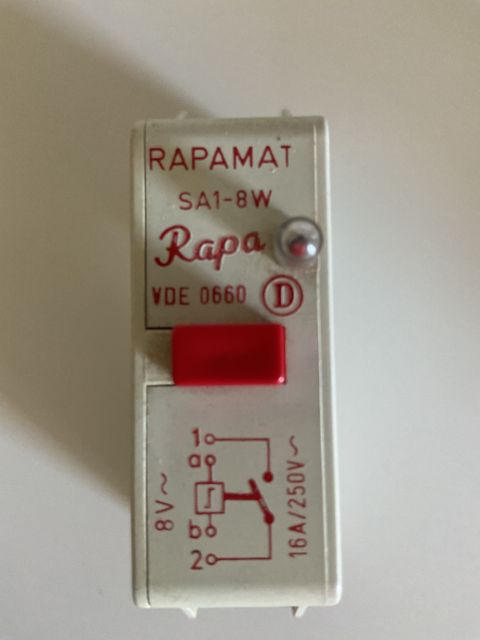 RAPAMAT
SA1-8W
Rapa
VDE 0660 D
1
a
8V~
b
2
16A/250V~